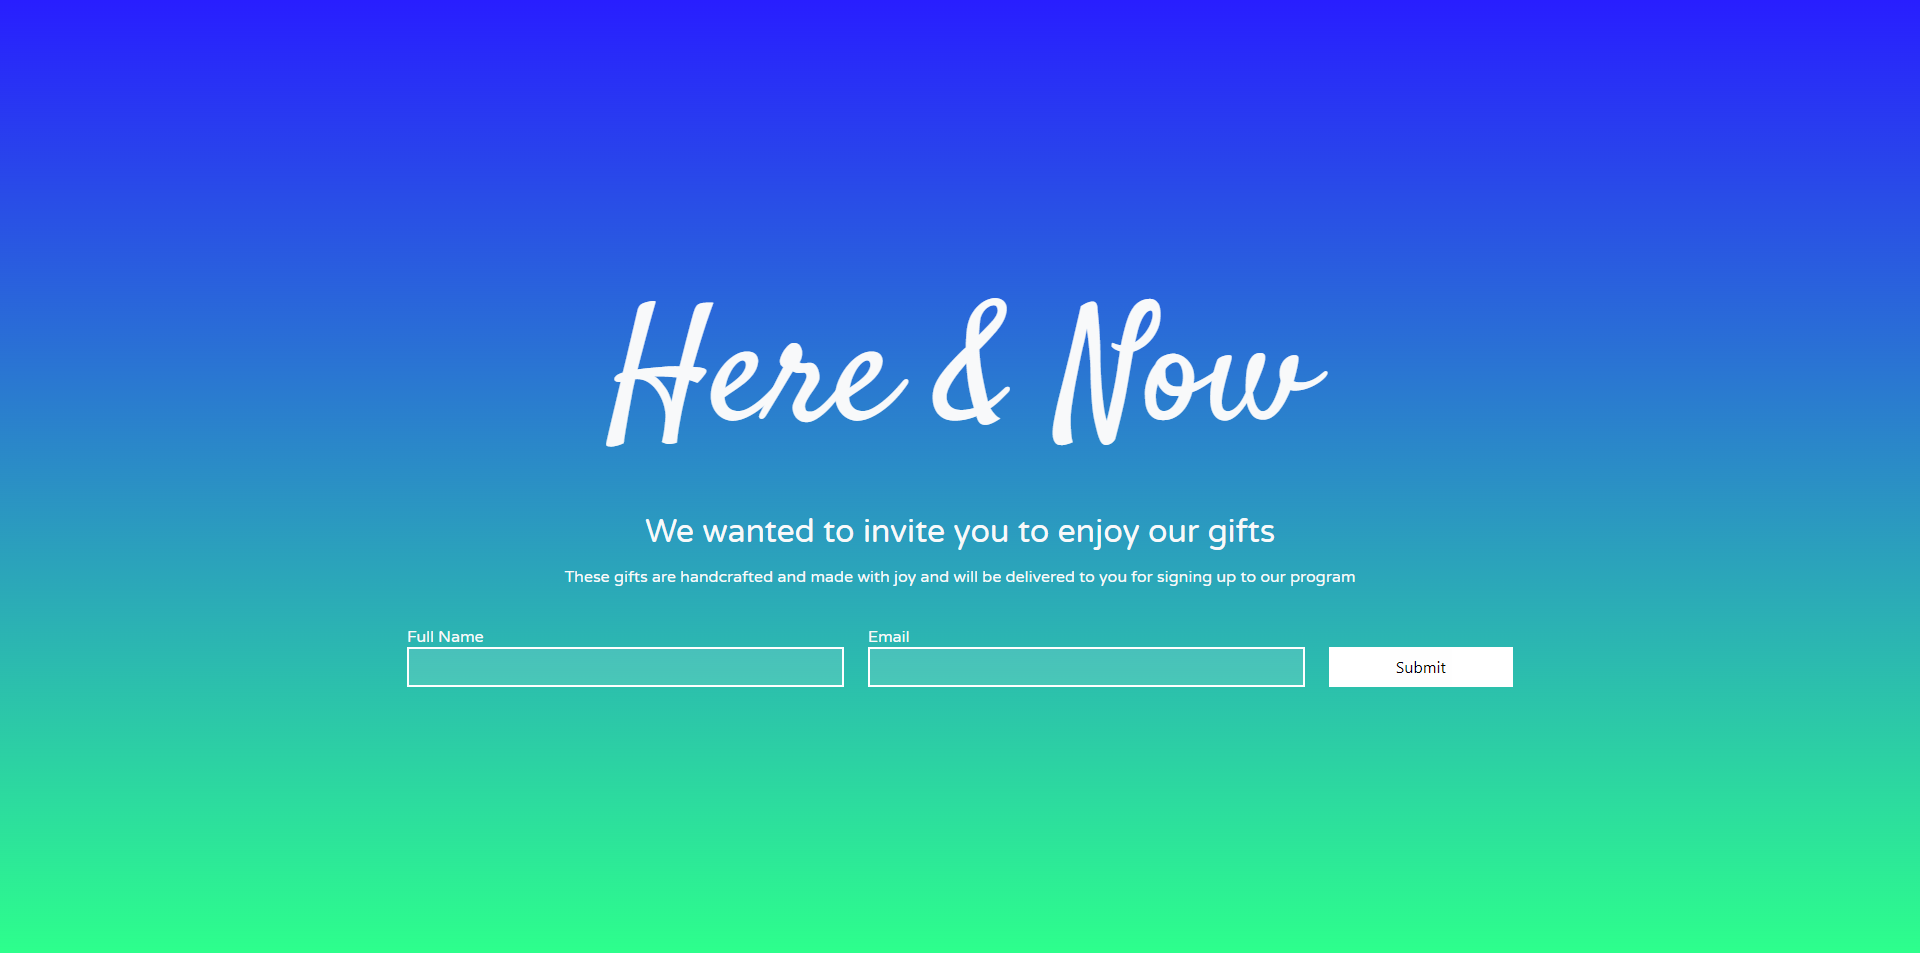 Here & Now
We wanted to invite you to enjoy our gifts
These gifts are handcrafted and made with joy and will be delivered to you for signing up to our program
Full Name
Email
Submit